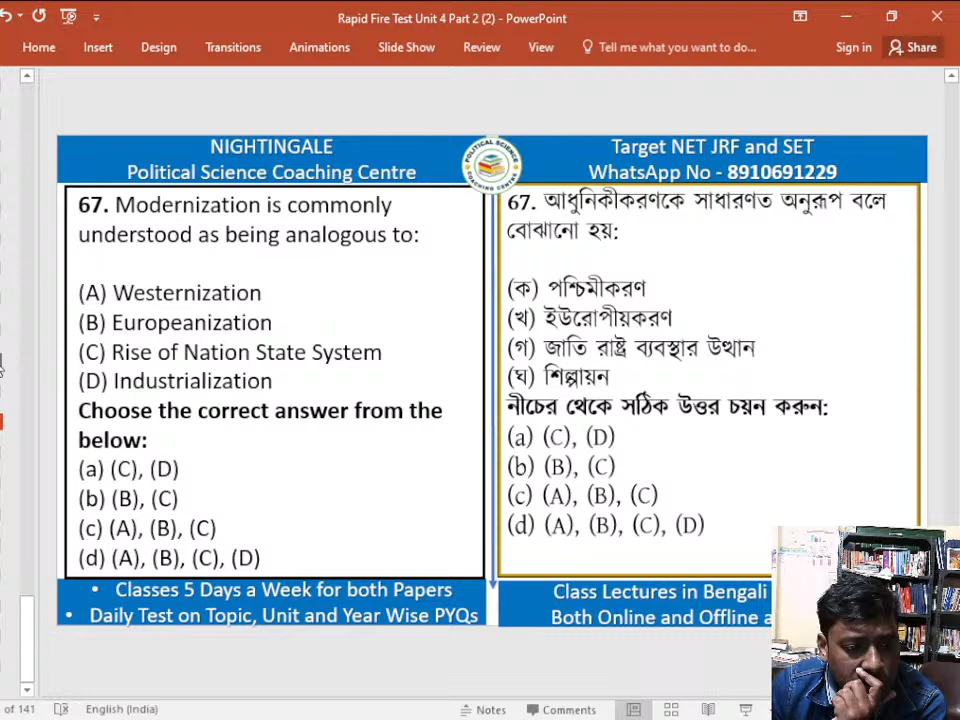 Rapid Fire Test Unit 4 Part 2 (2) - PowerPoint
Home Insert Design Transitions Animations Slide Show Review View Tell me what you want to do... Sign in Share
NIGHTINGALE
Political Science Coaching Centre
POLITICAL SCIENCE
COACHING CENTRE
Target NET JRF and SET
WhatsApp No - 8910691229
67. Modernization is commonly
understood as being analogous to:
(A) Westernization
(B) Europeanization
(C) Rise of Nation State System
(D) Industrialization
Choose the correct answer from the
below:
(a) (C), (D)
(b) (B), (C)
(c) (A), (B), (C)
(d) (A), (B), (C), (D)
67. আধুনিকীকরণকে সাধারণত অনুরূপ বলে
বোঝানো হয়:
(ক) পশ্চিমীকরণ
(খ) ইউরোপীয়করণ
(গ) জাতি রাষ্ট্র ব্যবস্থার উত্থান
(ঘ) শিল্পায়ন
নীচের থেকে সঠিক উত্তর চয়ন করুন:
(a) (C), (D)
(b) (B), (C)
(c) (A), (B), (C)
(d) (A), (B), (C), (D)
• Classes 5 Days a Week for both Papers
• Daily Test on Topic, Unit and Year Wise PYQs
Class Lectures in Bengali
Both Online and Offline a
of 141 English (India) Notes Comments